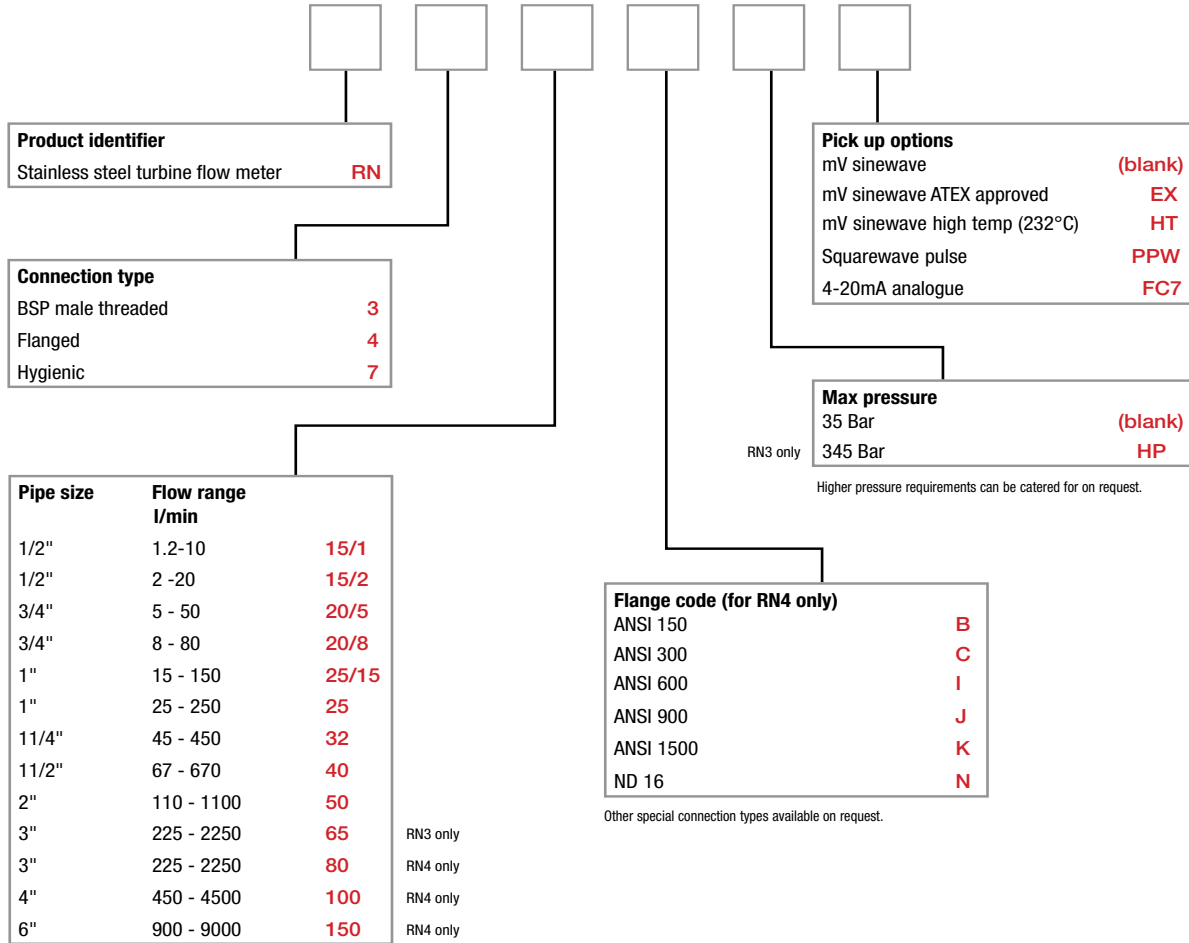 Product identifier
Stainless steel turbine flow meter RN
Connection type
BSP male threaded 3
Flanged 4
Hygienic 7
Pipe size Flow range
l/min
1/2" 1.2-10 15/1
1/2" 2 -20 15/2
3/4" 5 - 50 20/5
3/4" 8 - 80 20/8
1" 15 - 150 25/15
1" 25 - 250 25
11/4" 45 - 450 32
11/2" 67 - 670 40
2" 110 - 1100 50
3" 225 - 2250 65 RN3 only
3" 225 - 2250 80 RN4 only
4" 450 - 4500 100 RN4 only
6" 900 - 9000 150 RN4 only
Flange code (for RN4 only)
ANSI 150 B
ANSI 300 C
ANSI 600 I
ANSI 900 J
ANSI 1500 K
ND 16 N
Other special connection types available on request.
Max pressure
35 Bar (blank)
RN3 only 345 Bar HP
Higher pressure requirements can be catered for on request.
Pick up options
mV sinewave (blank)
mV sinewave ATEX approved EX
mV sinewave high temp (232°C) HT
Squarewave pulse PPW
4-20mA analogue FC7